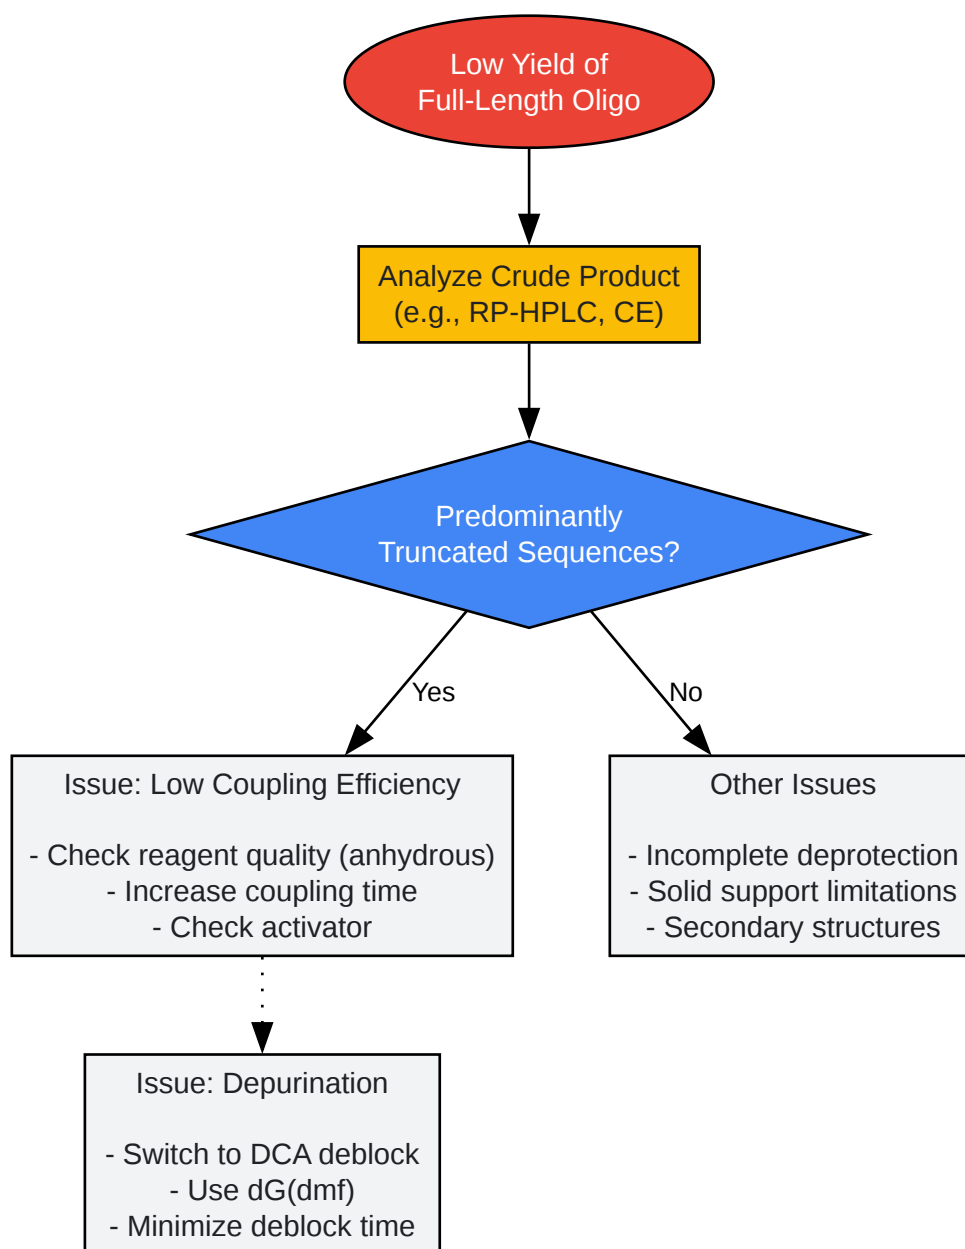 Low Yield of
Full-Length Oligo
Analyze Crude Product
(e.g., RP-HPLC, CE)
Predominantly
Truncated Sequences?
Yes
No
Issue: Low Coupling Efficiency
- Check reagent quality (anhydrous)
- Increase coupling time
- Check activator
Other Issues
- Incomplete deprotection
- Solid support limitations
- Secondary structures
Issue: Depurination
- Switch to DCA deblock
- Use dG(dmf)
- Minimize deblock time